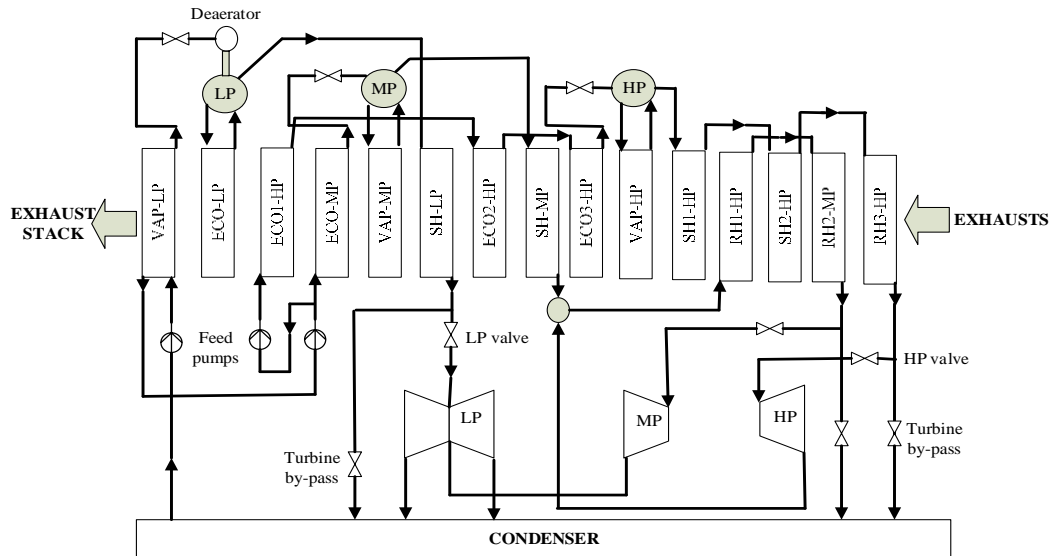 Deaerator
LP
MP
HP
VAP-LP
ECO-LP
ECO1-HP
ECO-MP
VAP-MP
SH-LP
ECO2-HP
SH-MP
ECO3-HP
VAP-HP
SH1-HP
RH1-HP
SH2-HP
RH2-MP
RH3-HP
EXHAUST
STACK
EXHAUSTS
Feed
pumps
LP valve
HP valve
LP
MP
HP
Turbine
by-pass
Turbine
by-pass
CONDENSER